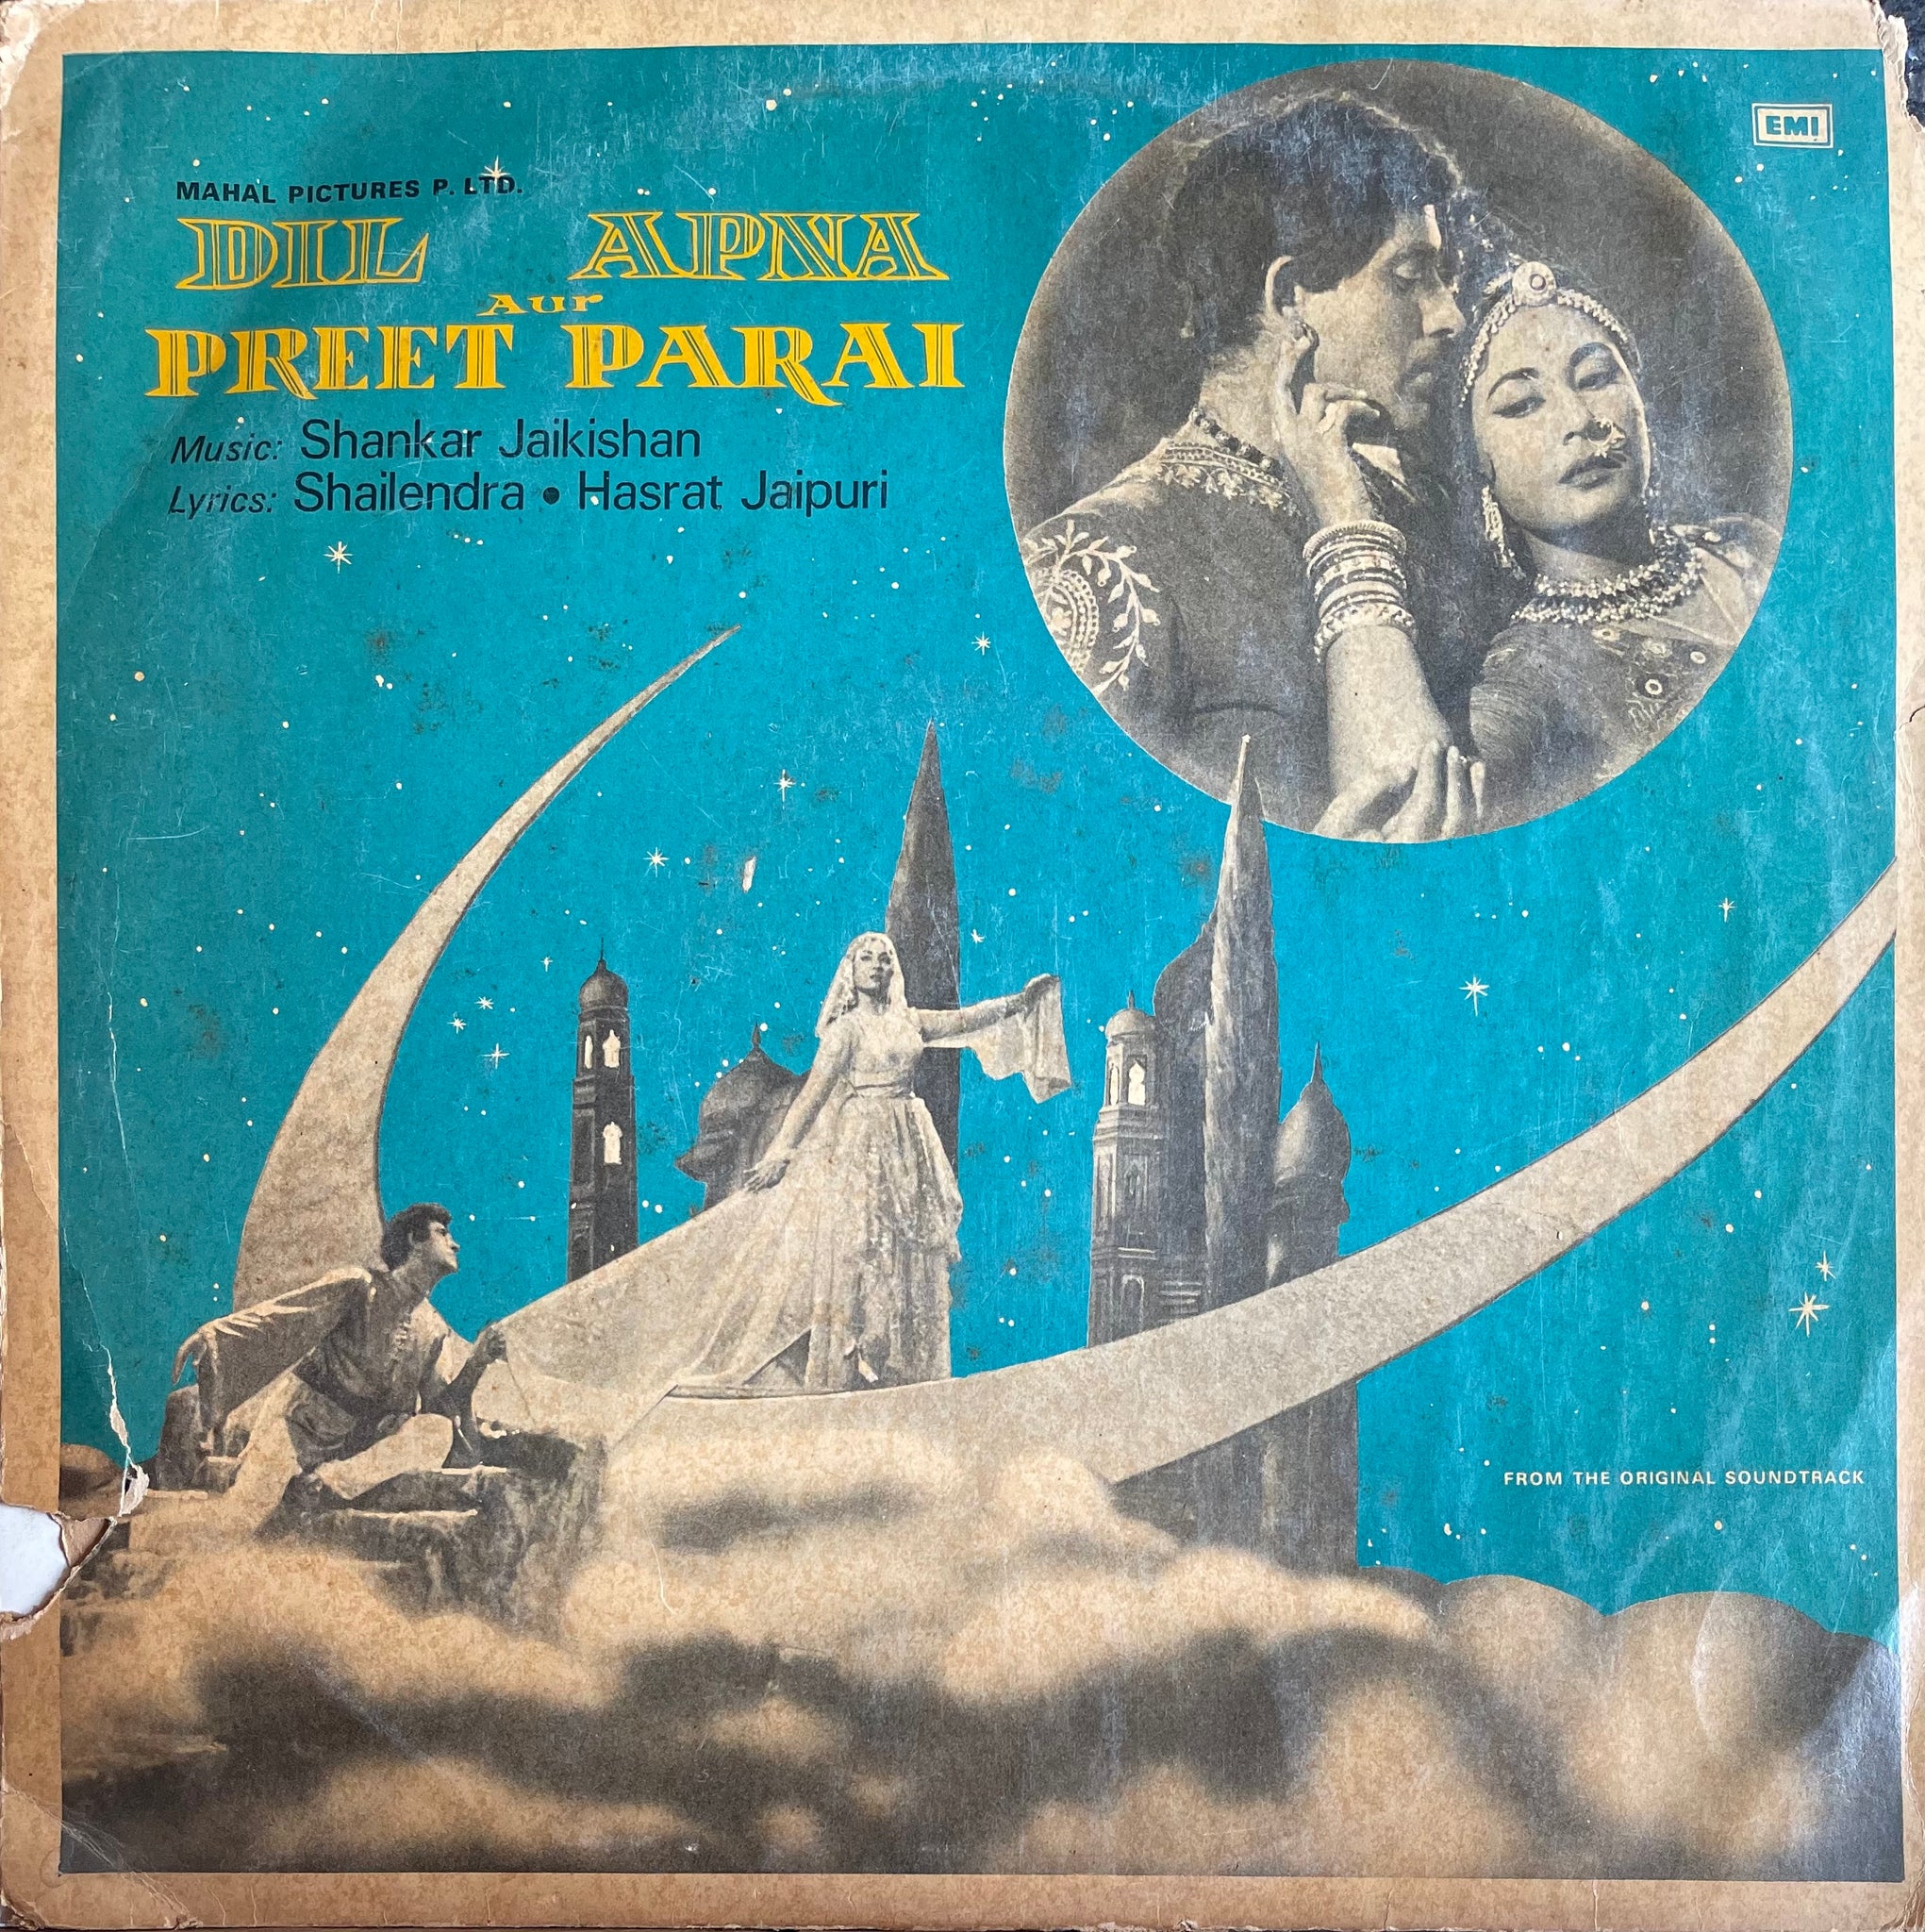 EMI
MAHAL PICTURES P. LTD.
DIL APNA
Aur
PREET PARAI
Music: Shankar Jaikishan
Lyrics: Shailendra • Hasrat Jaipuri
FROM THE ORIGINAL SOUNDTRACK